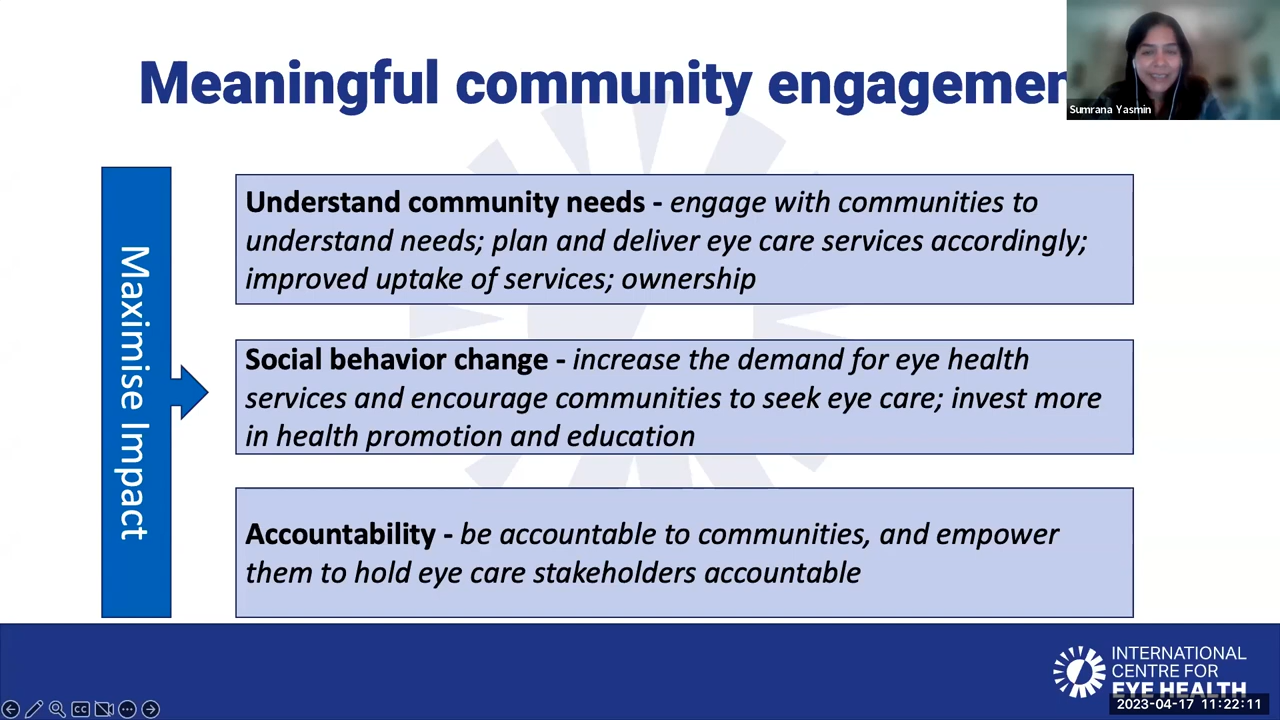 Meaningful community engagemen
Sumrana Yasmin
Maximise Impact
Understand community needs - engage with communities to
understand needs; plan and deliver eye care services accordingly;
improved uptake of services; ownership
Social behavior change - increase the demand for eye health
services and encourage communities to seek eye care; invest more
in health promotion and education
Accountability - be accountable to communities, and empower
them to hold eye care stakeholders accountable
INTERNATIONAL
CENTRE FOR
EYE HEALTH
2023-04-17 11:22:11
CC